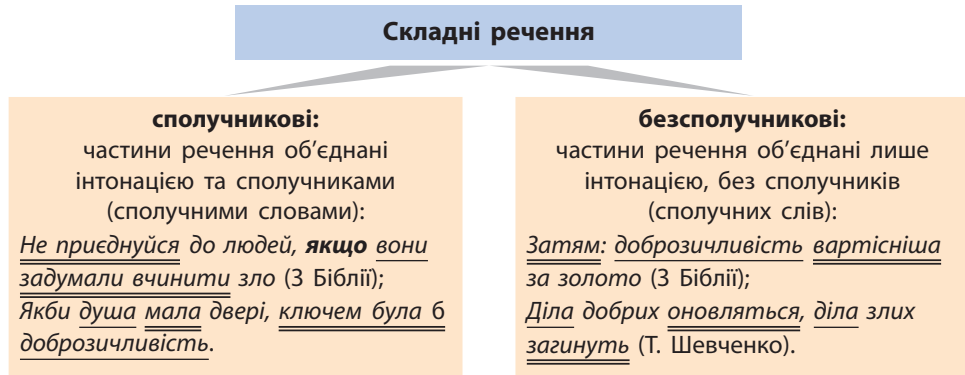 Складні речення
сполучникові:
частини речення об’єднані
інтонацією та сполучниками
(сполучними словами):
Не приєднуйся до людей, якщо вони
задумали вчинити зло (З Біблії);
Якби душа мала двері, ключем була б
доброзичливість.
безсполучникові:
частини речення об’єднані лише
інтонацією, без сполучників
(сполучних слів):
Затям: доброзичливість вартісніша
за золото (З Біблії);
Діла добрих оновляться, діла злих
загинуть (Т. Шевченко).